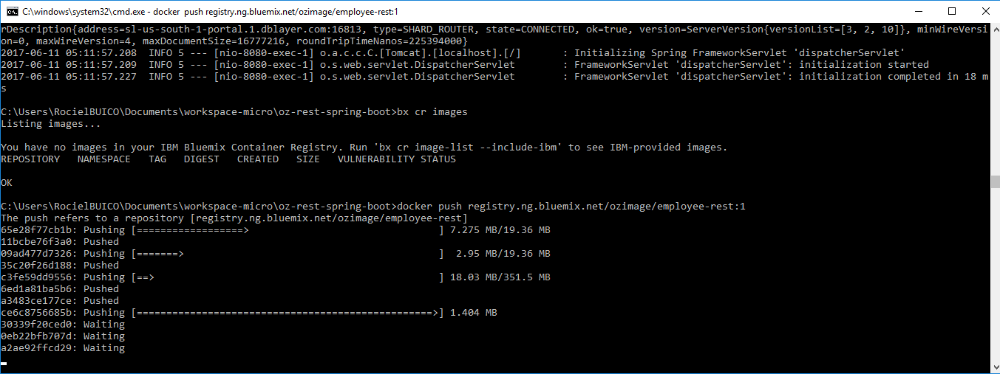 C:\windows\system32\cmd.exe - docker  push registry.ng.bluemix.net/ozimage/employee-rest:1
rDescription{address=sl-us-south-1-portal.1.dblayer.com:16813, type=SHARD_ROUTER, state=CONNECTED, ok=true, version=ServerVersion{versionList=[3, 2, 10]}, minWireVersi
on=0, maxWireVersion=4, maxDocumentSize=16777216, roundTripTimeNanos=225394000}
2017-06-11 05:11:57.208  INFO 5 --- [nio-8080-exec-1] o.a.c.c.C.[Tomcat].[localhost].[/]       : Initializing Spring FrameworkServlet 'dispatcherServlet'
2017-06-11 05:11:57.209  INFO 5 --- [nio-8080-exec-1] o.s.web.servlet.DispatcherServlet        : FrameworkServlet 'dispatcherServlet': initialization started
2017-06-11 05:11:57.227  INFO 5 --- [nio-8080-exec-1] o.s.web.servlet.DispatcherServlet        : FrameworkServlet 'dispatcherServlet': initialization completed in 18 m
s
C:\Users\RocielBUICO\Documents\workspace-micro\oz-rest-spring-boot>bx cr images
Listing images...
You have no images in your IBM Bluemix Container Registry. Run 'bx cr image-list --include-ibm' to see IBM-provided images.
REPOSITORY   NAMESPACE   TAG   DIGEST   CREATED   SIZE   VULNERABILITY STATUS
OK
C:\Users\RocielBUICO\Documents\workspace-micro\oz-rest-spring-boot>docker push registry.ng.bluemix.net/ozimage/employee-rest:1
The push refers to a repository [registry.ng.bluemix.net/ozimage/employee-rest]
65e28f77cb1b: Pushing [==================>                                ] 7.275 MB/19.36 MB
11bcbe76f3a0: Pushed
09ad477d7326: Pushing [=======>                                           ]  2.95 MB/19.36 MB
35c20f26d188: Pushed
c3fe59dd9556: Pushing [==>                                                ] 18.03 MB/351.5 MB
6ed1a81ba5b6: Pushed
a3483ce177ce: Pushed
ce6c8756685b: Pushing [==================================================>] 1.404 MB
30339f20ced0: Waiting
0eb22bfb707d: Waiting
a2ae92ffcd29: Waiting